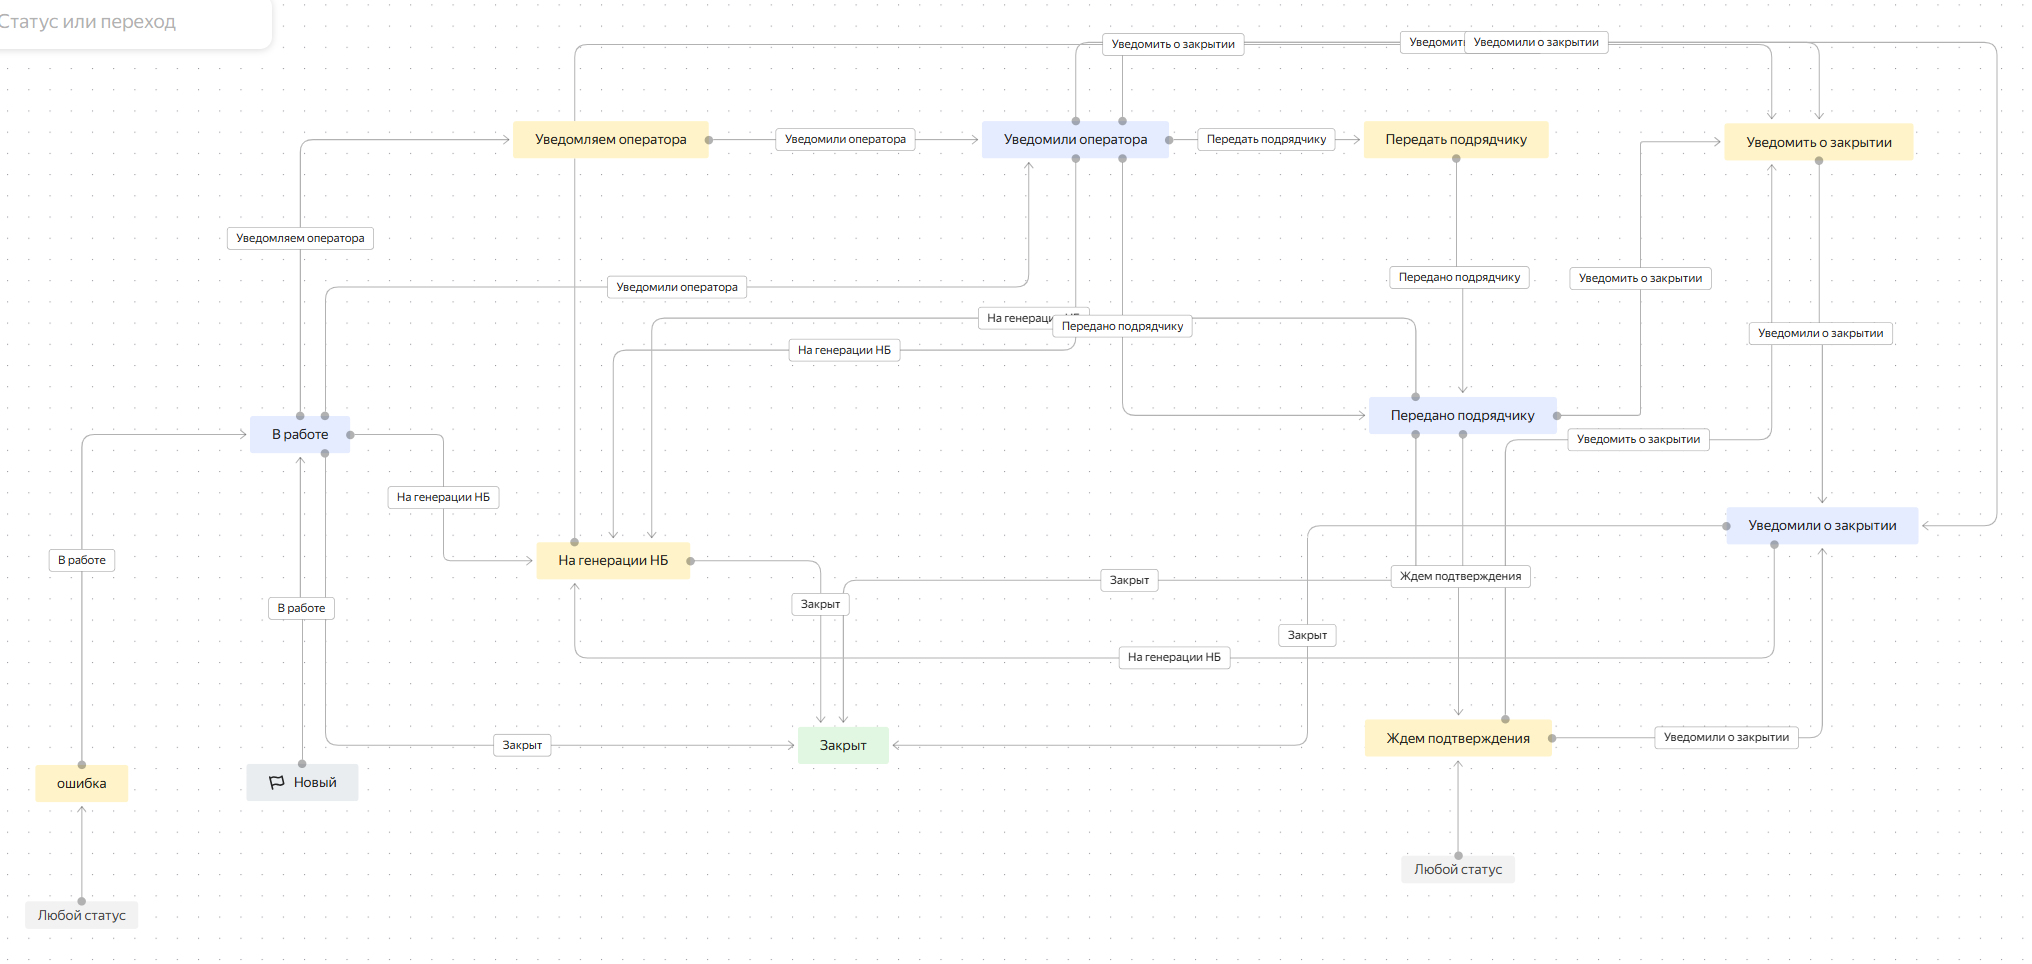 Статус или переход
Уведомить о закрытии
Уведомить
Уведомили о закрытии
Уведомляем оператора
Уведомили оператора
Уведомили оператора
Передать подрядчику
Передать подрядчику
Уведомить о закрытии
Уведомляем оператора
Передано подрядчику
Уведомить о закрытии
Уведомили оператора
На генерации НБ
Передано подрядчику
Уведомили о закрытии
На генерации НБ
Передано подрядчику
В работе
Уведомить о закрытии
На генерации НБ
Уведомили о закрытии
В работе
На генерации НБ
Ждем подтверждения
Закрыт
Закрыт
В работе
Закрыт
На генерации НБ
Ждем подтверждения
Уведомили о закрытии
Закрыт
Закрыт
ошибка
Новый
Любой статус
Любой статус